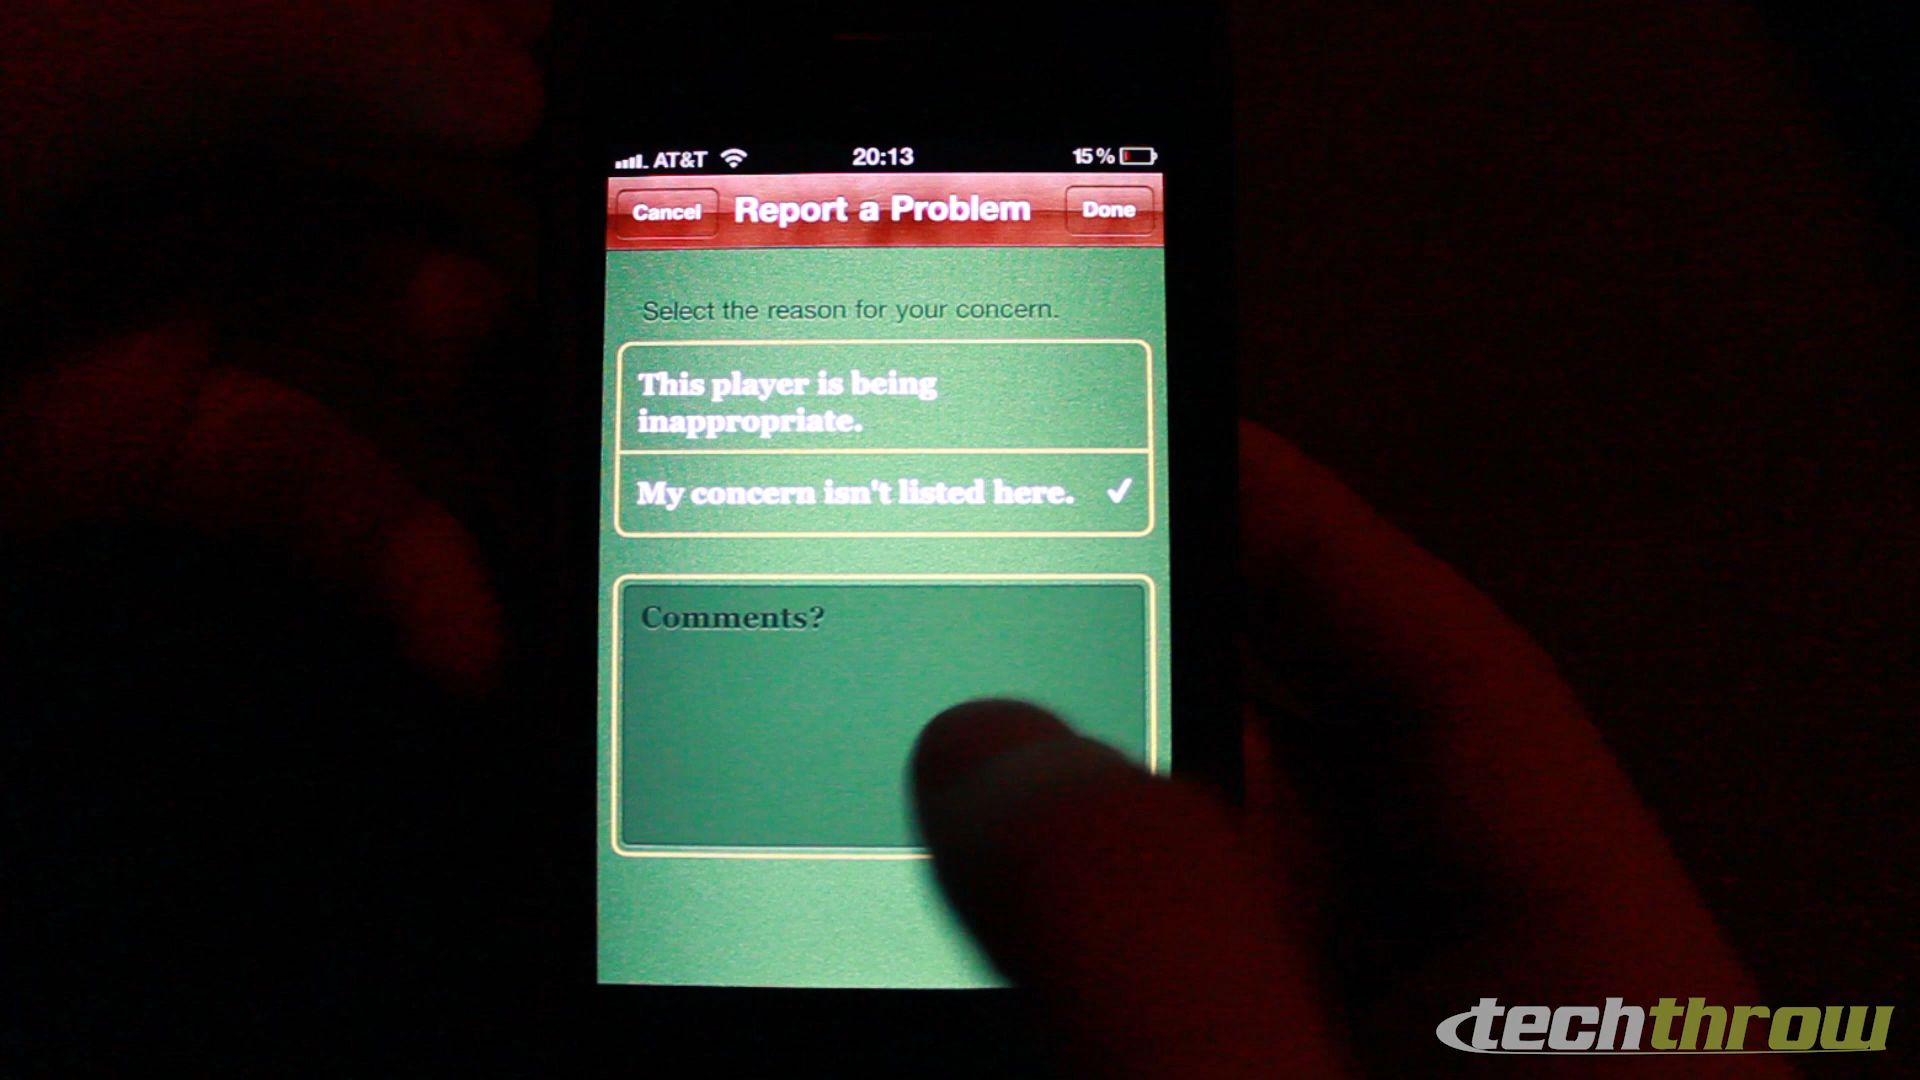 AT&T 20:13 15%
Cancel Report a Problem Done
Select the reason for your concern.
This player is being
inappropriate.
My concern isn't listed here.
Comments?
techthrow